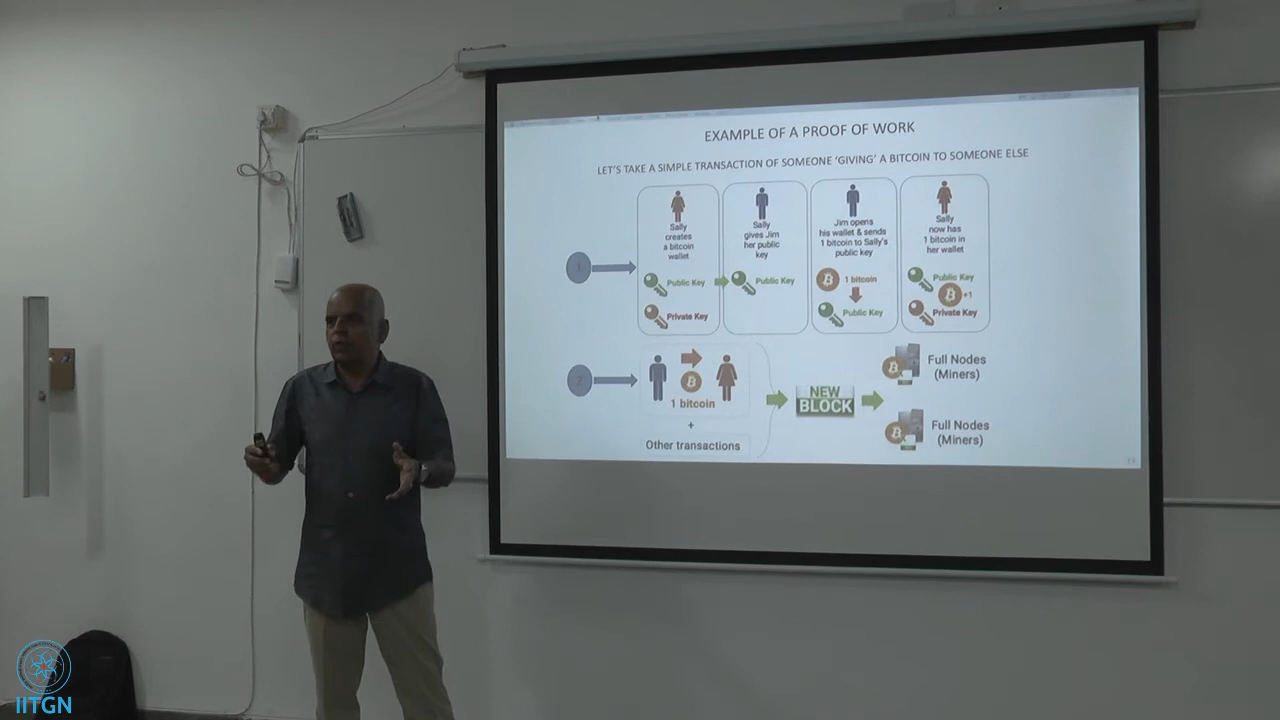 EXAMPLE OF A PROOF OF WORK
LET'S TAKE A SIMPLE TRANSACTION OF SOMEONE 'GIVING' A BITCOIN TO SOMEONE ELSE
1
Sally
creates
a bitcoin
wallet
Public Key
Private Key
Sally
gives Jim
her public
key
Public Key
Jim opens
his wallet & sends
1 bitcoin to Sally's
public key
1 bitcoin
Public Key
Sally
now has
1 bitcoin in
her wallet
Public Key
+1
Private Key
2
1 bitcoin
+
Other transactions
NEW
BLOCK
Full Nodes
(Miners)
Full Nodes
(Miners)
IITGN